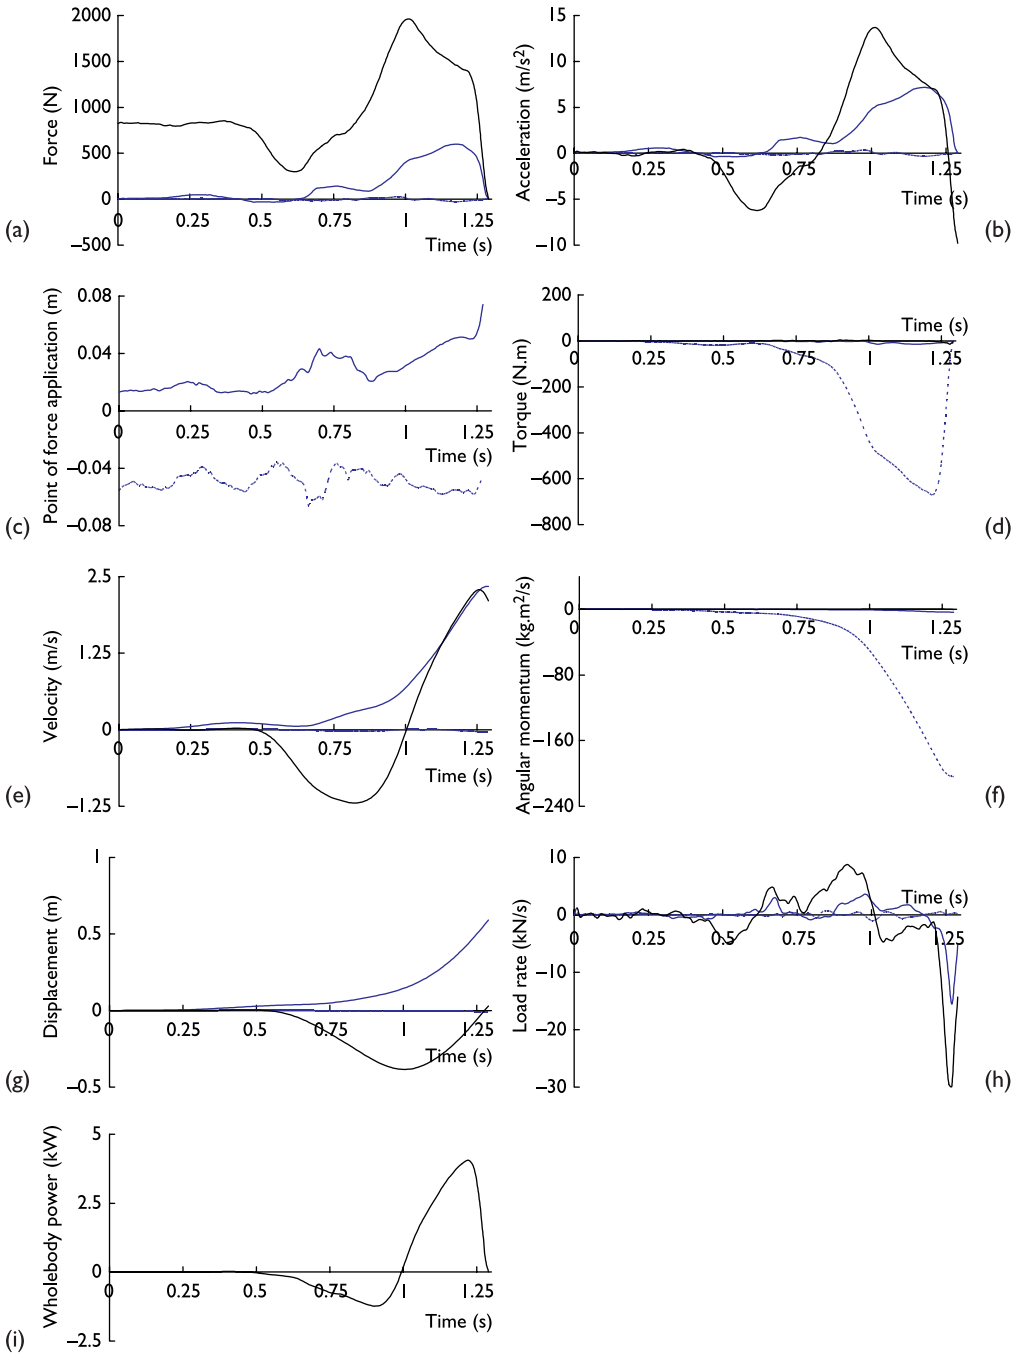 Force (N)
2000
1500
1000
500
0
−500
0 0.25 0.5 0.75 1 1.25
Time (s)
(a)
Acceleration (m/s²)
15
10
5
0
−5
−10
0 0.25 0.5 0.75 1 1.25
Time (s)
(b)
Point of force application (m)
0.08
0.04
0
−0.04
−0.08
0 0.25 0.5 0.75 1 1.25
Time (s)
(c)
Torque (N.m)
200
0
−200
−400
−600
−800
Time (s)
0 0.25 0.5 0.75 1 1.25
(d)
Velocity (m/s)
2.5
1.25
0
−1.25
0 0.25 0.5 0.75 1 1.25
Time (s)
(e)
Angular momentum (kg.m²/s)
0
−80
−160
−240
0 0.25 0.5 0.75 1 1.25
Time (s)
(f)
Displacement (m)
1
0.5
0
−0.5
0 0.25 0.5 0.75 1 1.25
Time (s)
(g)
Load rate (kN/s)
10
0
−10
−20
−30
Time (s)
0 0.25 0.5 0.75 1 1.25
(h)
Wholebody power (kW)
5
2.5
0
−2.5
0 0.25 0.5 0.75 1 1.25
Time (s)
(i)